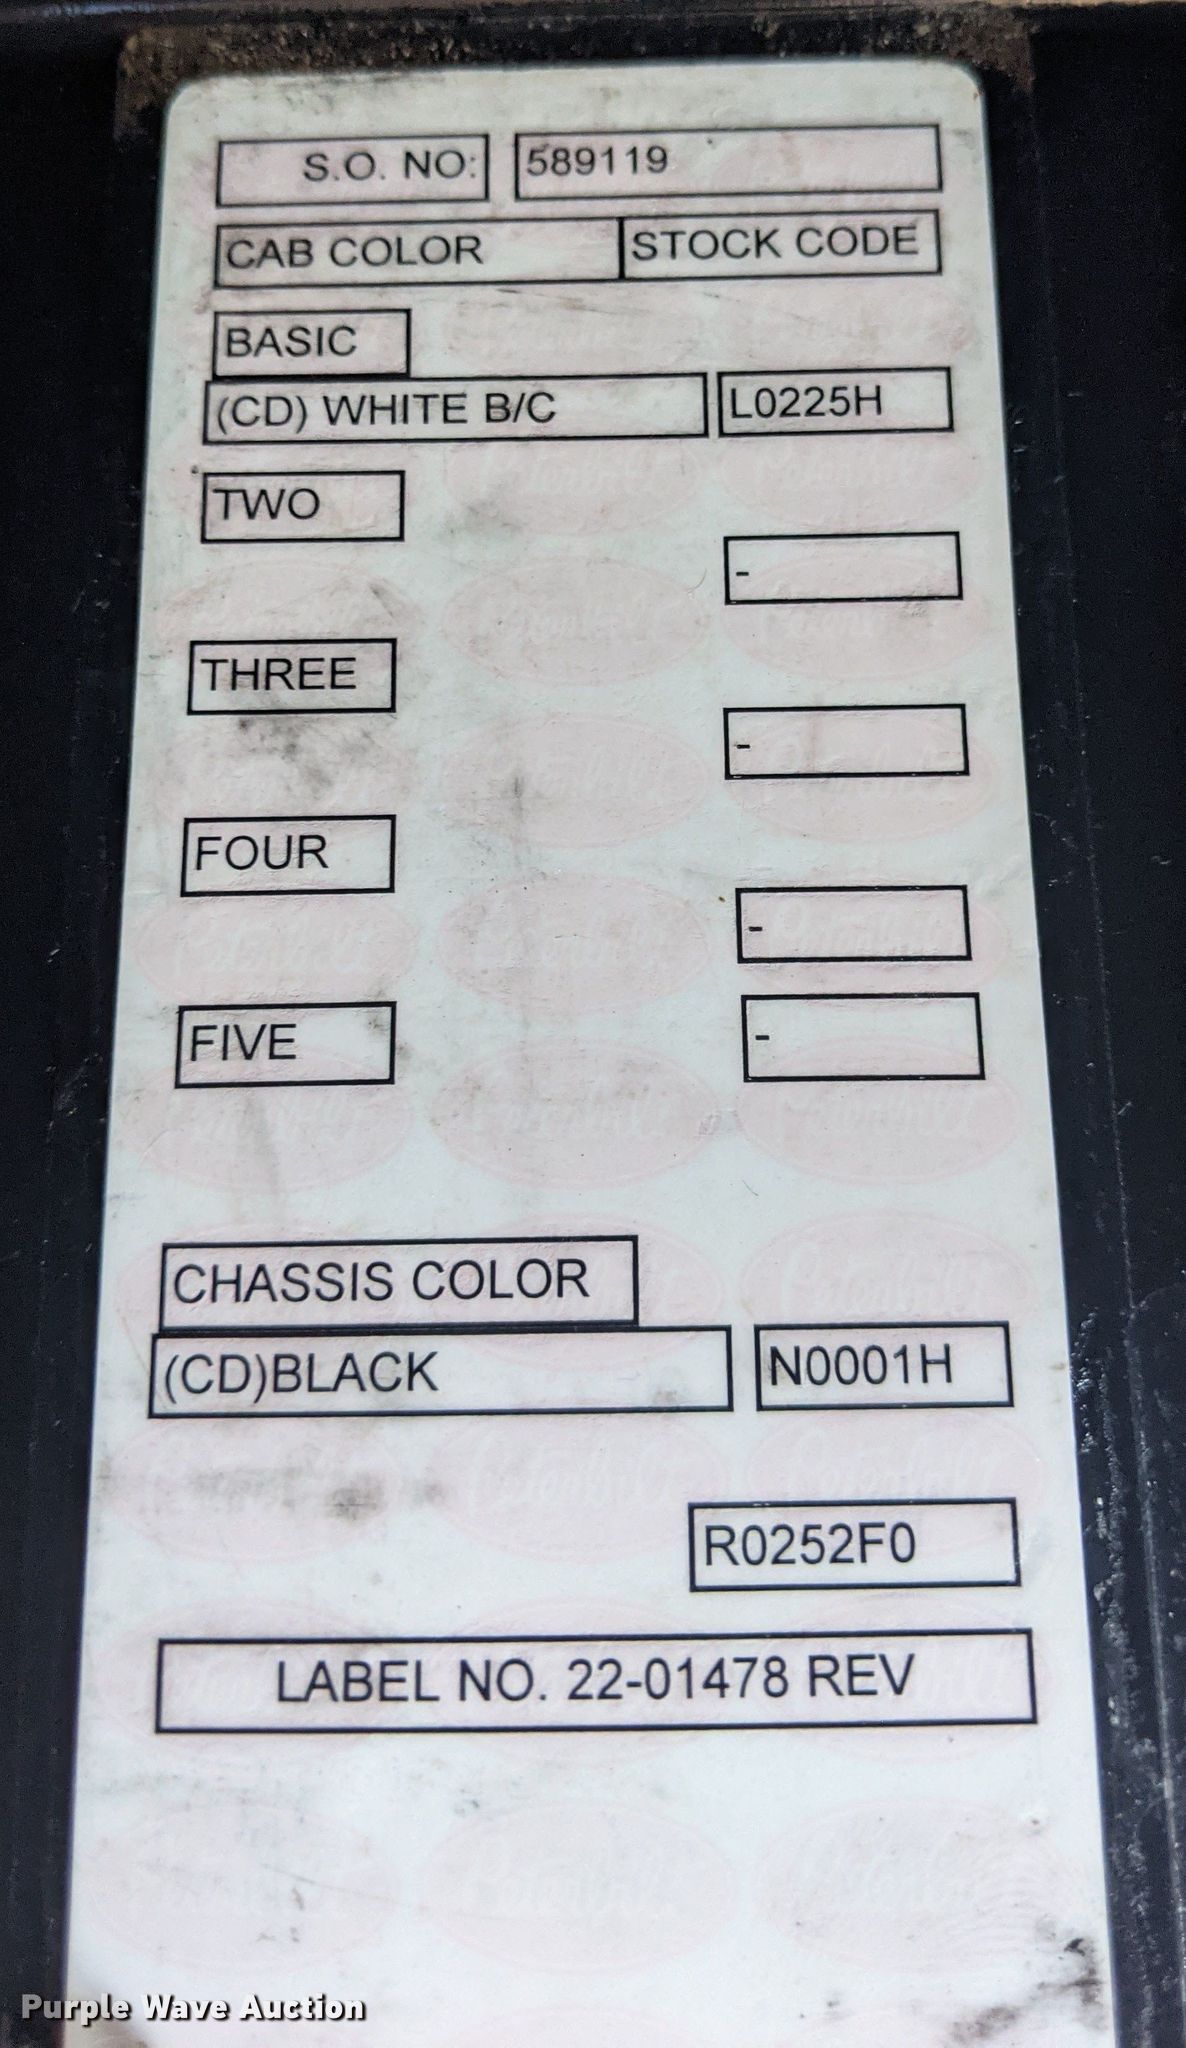 S.O. NO: 589119
CAB COLOR STOCK CODE
BASIC
(CD) WHITE B/C L0225H
TWO
-
THREE
-
FOUR
-
FIVE -
CHASSIS COLOR
(CD)BLACK N0001H
R0252F0
LABEL NO. 22-01478 REV
Purple Wave Auction